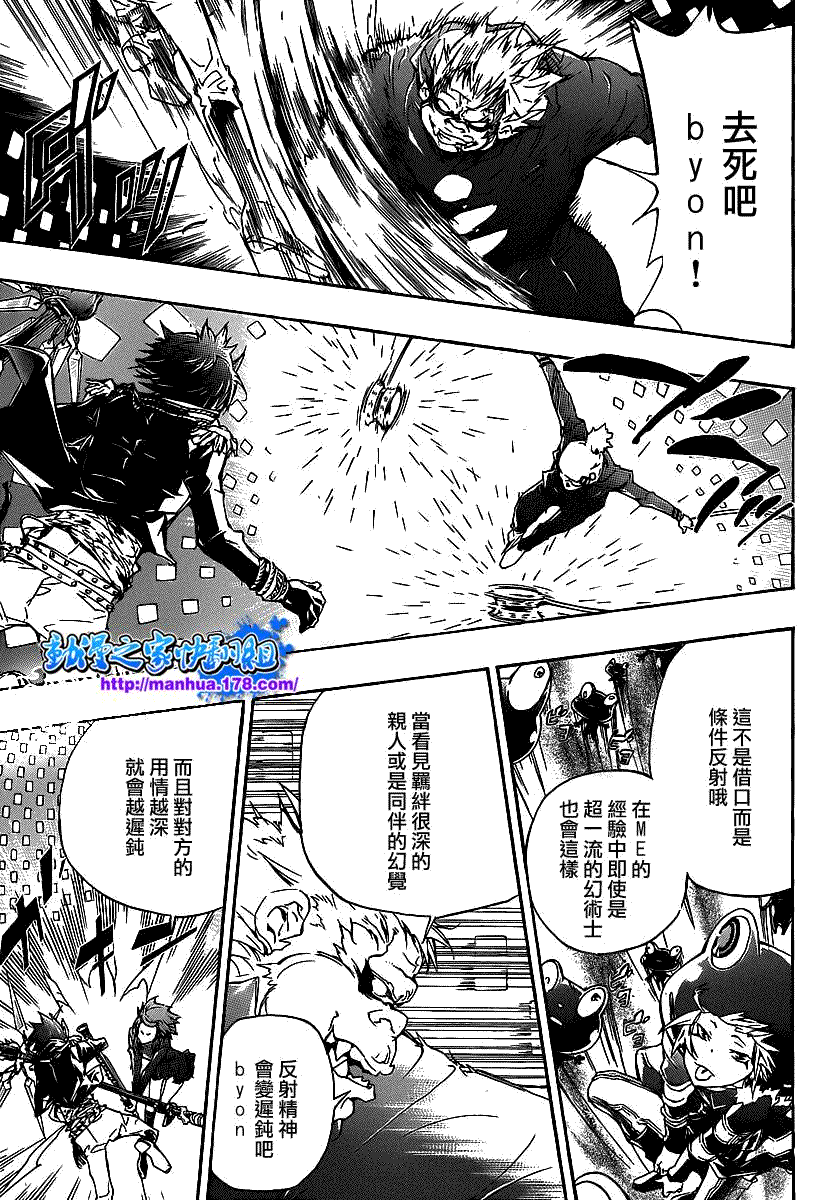 去死吧
byon！
動漫之家快翻組
http://manhua.178.com/
這不是借口而是
條件反射哦
在ME的
經驗中即使是
超一流的幻術士
也會這樣
當看見羈絆很深的
親人或是同伴的幻覺
反射精神
會變遲鈍吧
byon
而且對對方的
用情越深
就會越遲鈍